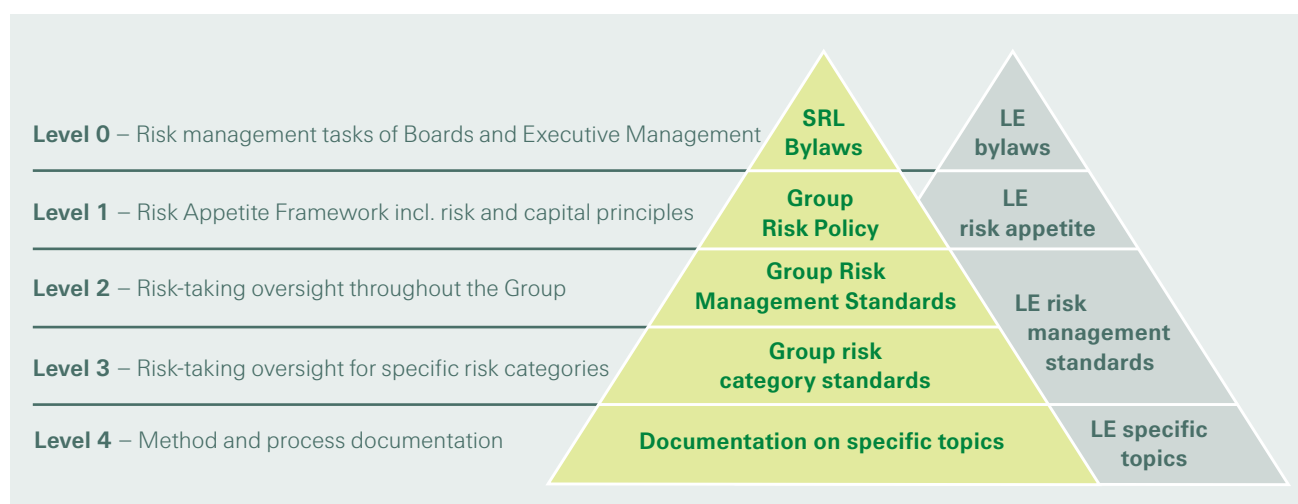 Level 0 – Risk management tasks of Boards and Executive Management
SRL
Bylaws
LE
bylaws
Level 1 – Risk Appetite Framework incl. risk and capital principles
Group
Risk Policy
LE
risk appetite
Level 2 – Risk-taking oversight throughout the Group
Group Risk
Management Standards
LE risk
management
standards
Level 3 – Risk-taking oversight for specific risk categories
Group risk
category standards
Level 4 – Method and process documentation
Documentation on specific topics
LE specific
topics